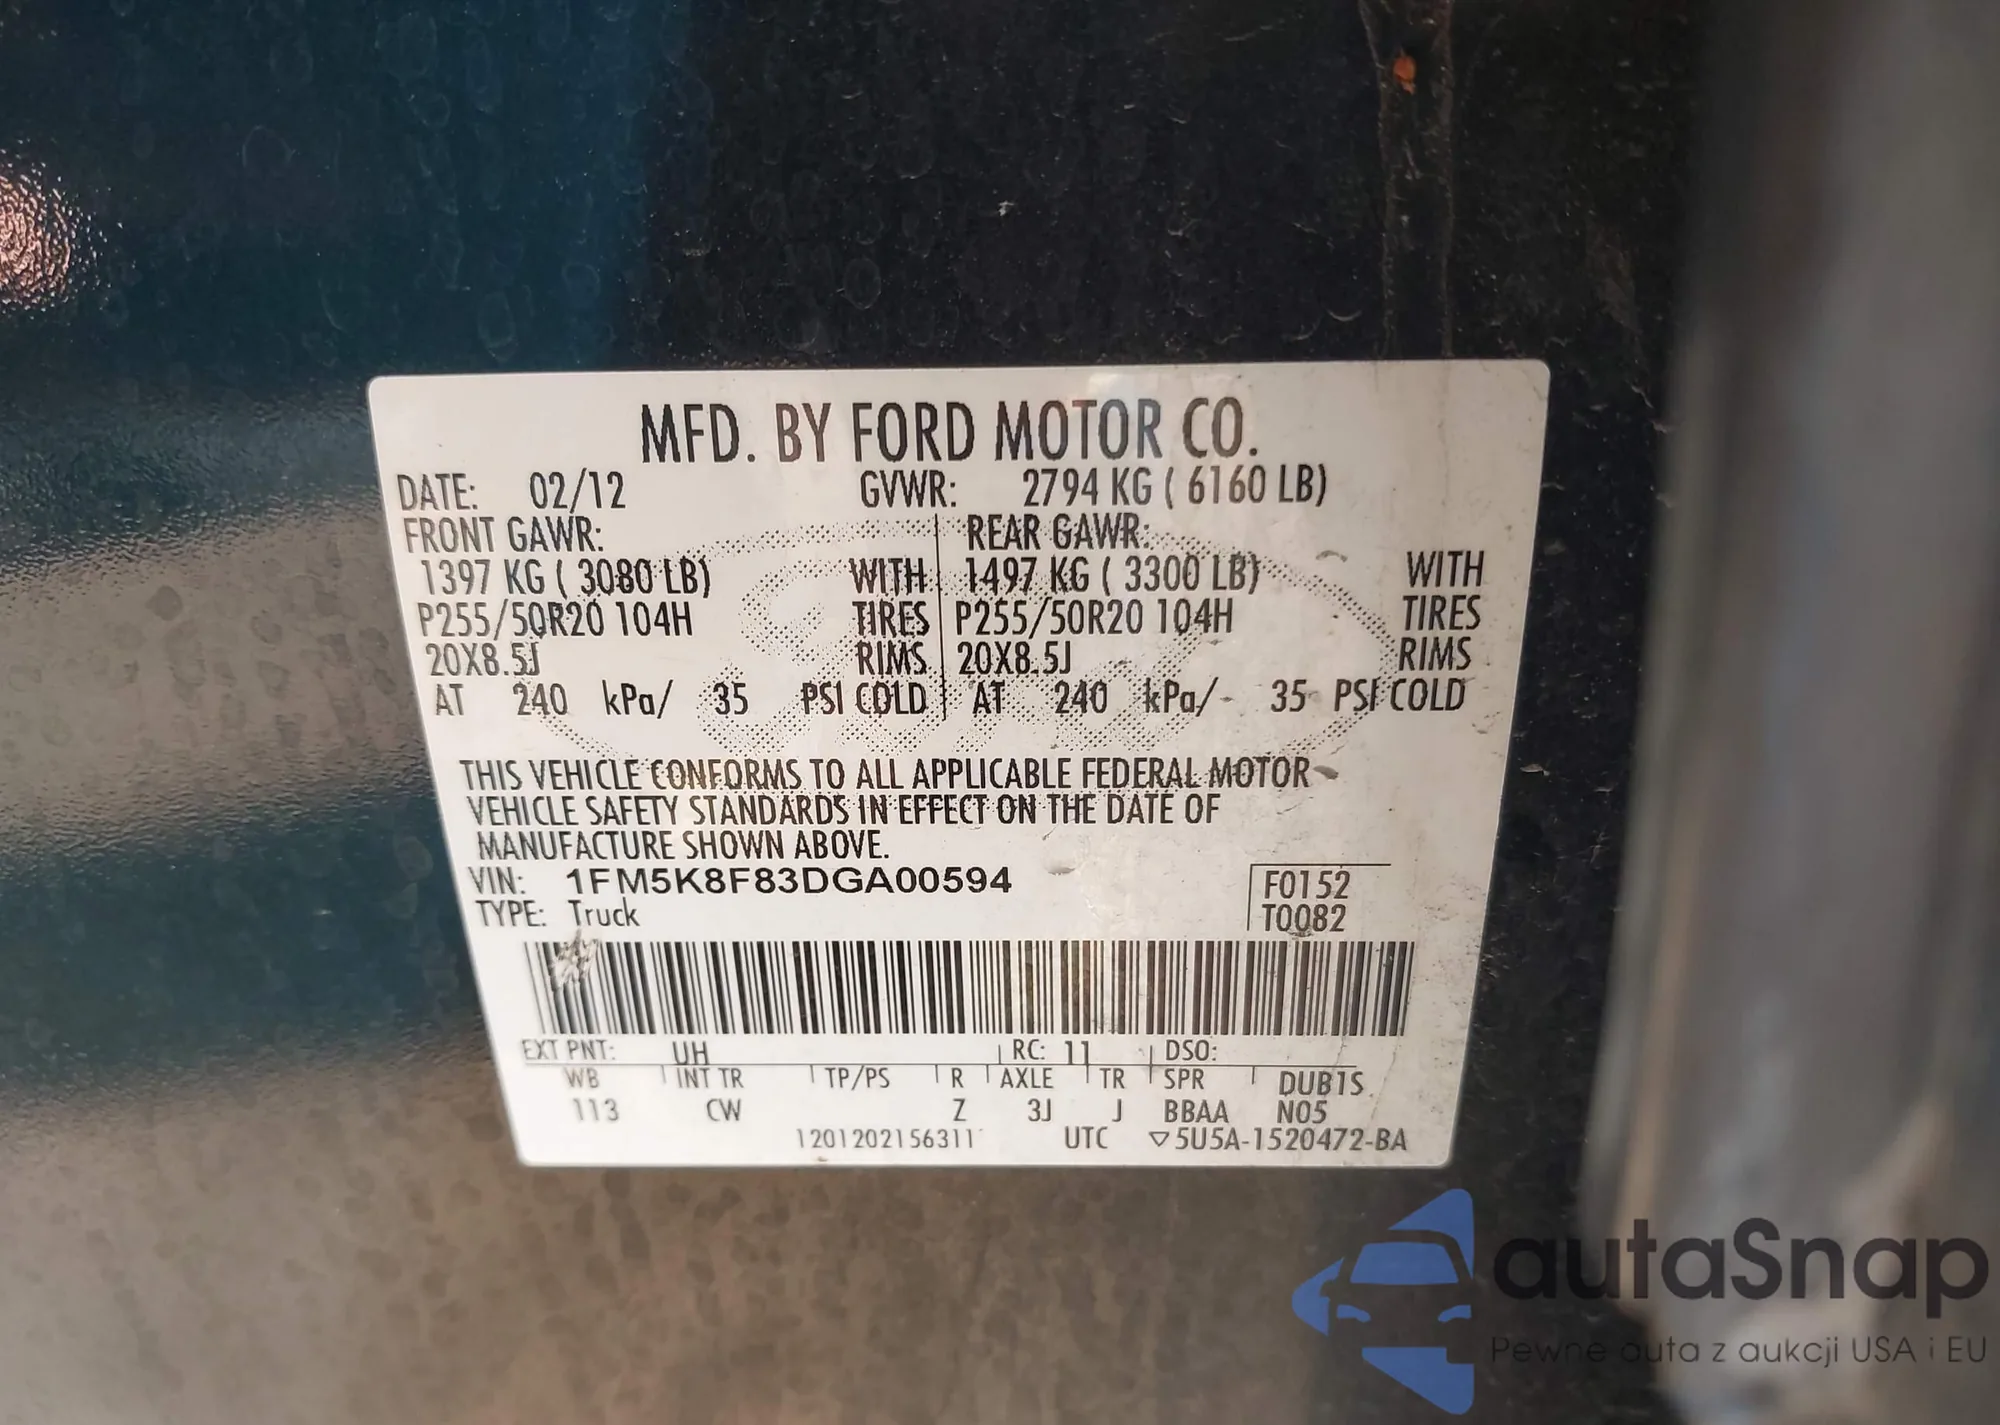 MFD. BY FORD MOTOR CO.
DATE: 02/12 GVWR: 2794 KG ( 6160 LB)
FRONT GAWR: REAR GAWR:
1397 KG ( 3080 LB) WITH 1497 KG ( 3300 LB) WITH
P255/50R20 104H TIRES P255/50R20 104H TIRES
20X8.5J RIMS 20X8.5J RIMS
AT 240 kPa/ 35 PSI COLD AT 240 kPa/ 35 PSI COLD
THIS VEHICLE CONFORMS TO ALL APPLICABLE FEDERAL MOTOR
VEHICLE SAFETY STANDARDS IN EFFECT ON THE DATE OF
MANUFACTURE SHOWN ABOVE.
VIN: 1FM5K8F83DGA00594 F0152
TYPE: Truck T0082
EXT PNT: UH RC: 11 DSO:
WB INT TR TP/PS R AXLE TR SPR DUB1S
113 CW Z 3J J BBAA N05
1201202156311 UTC ▽5U5A-1520472-BA
autaSnap
Pewne auta z aukcji USA i EU